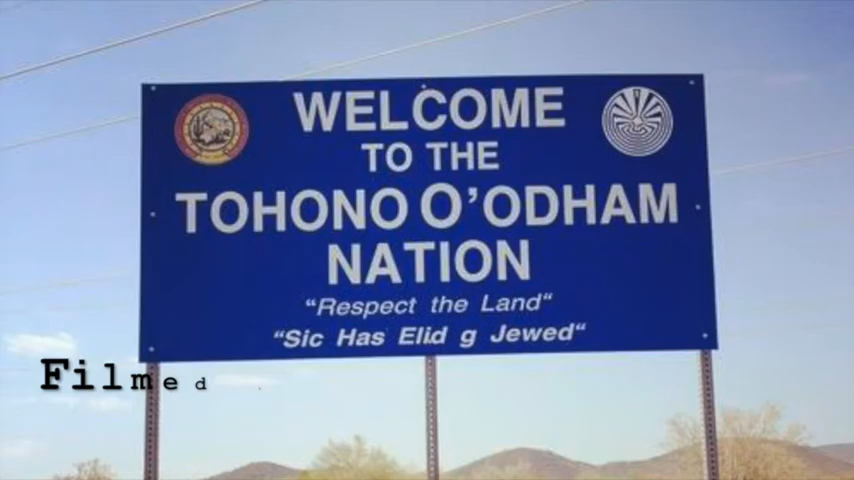 WELCOME
TO THE
TOHONO O'ODHAM
NATION
“Respect the Land“
“Sic Has Elid g Jewed“
Filmed